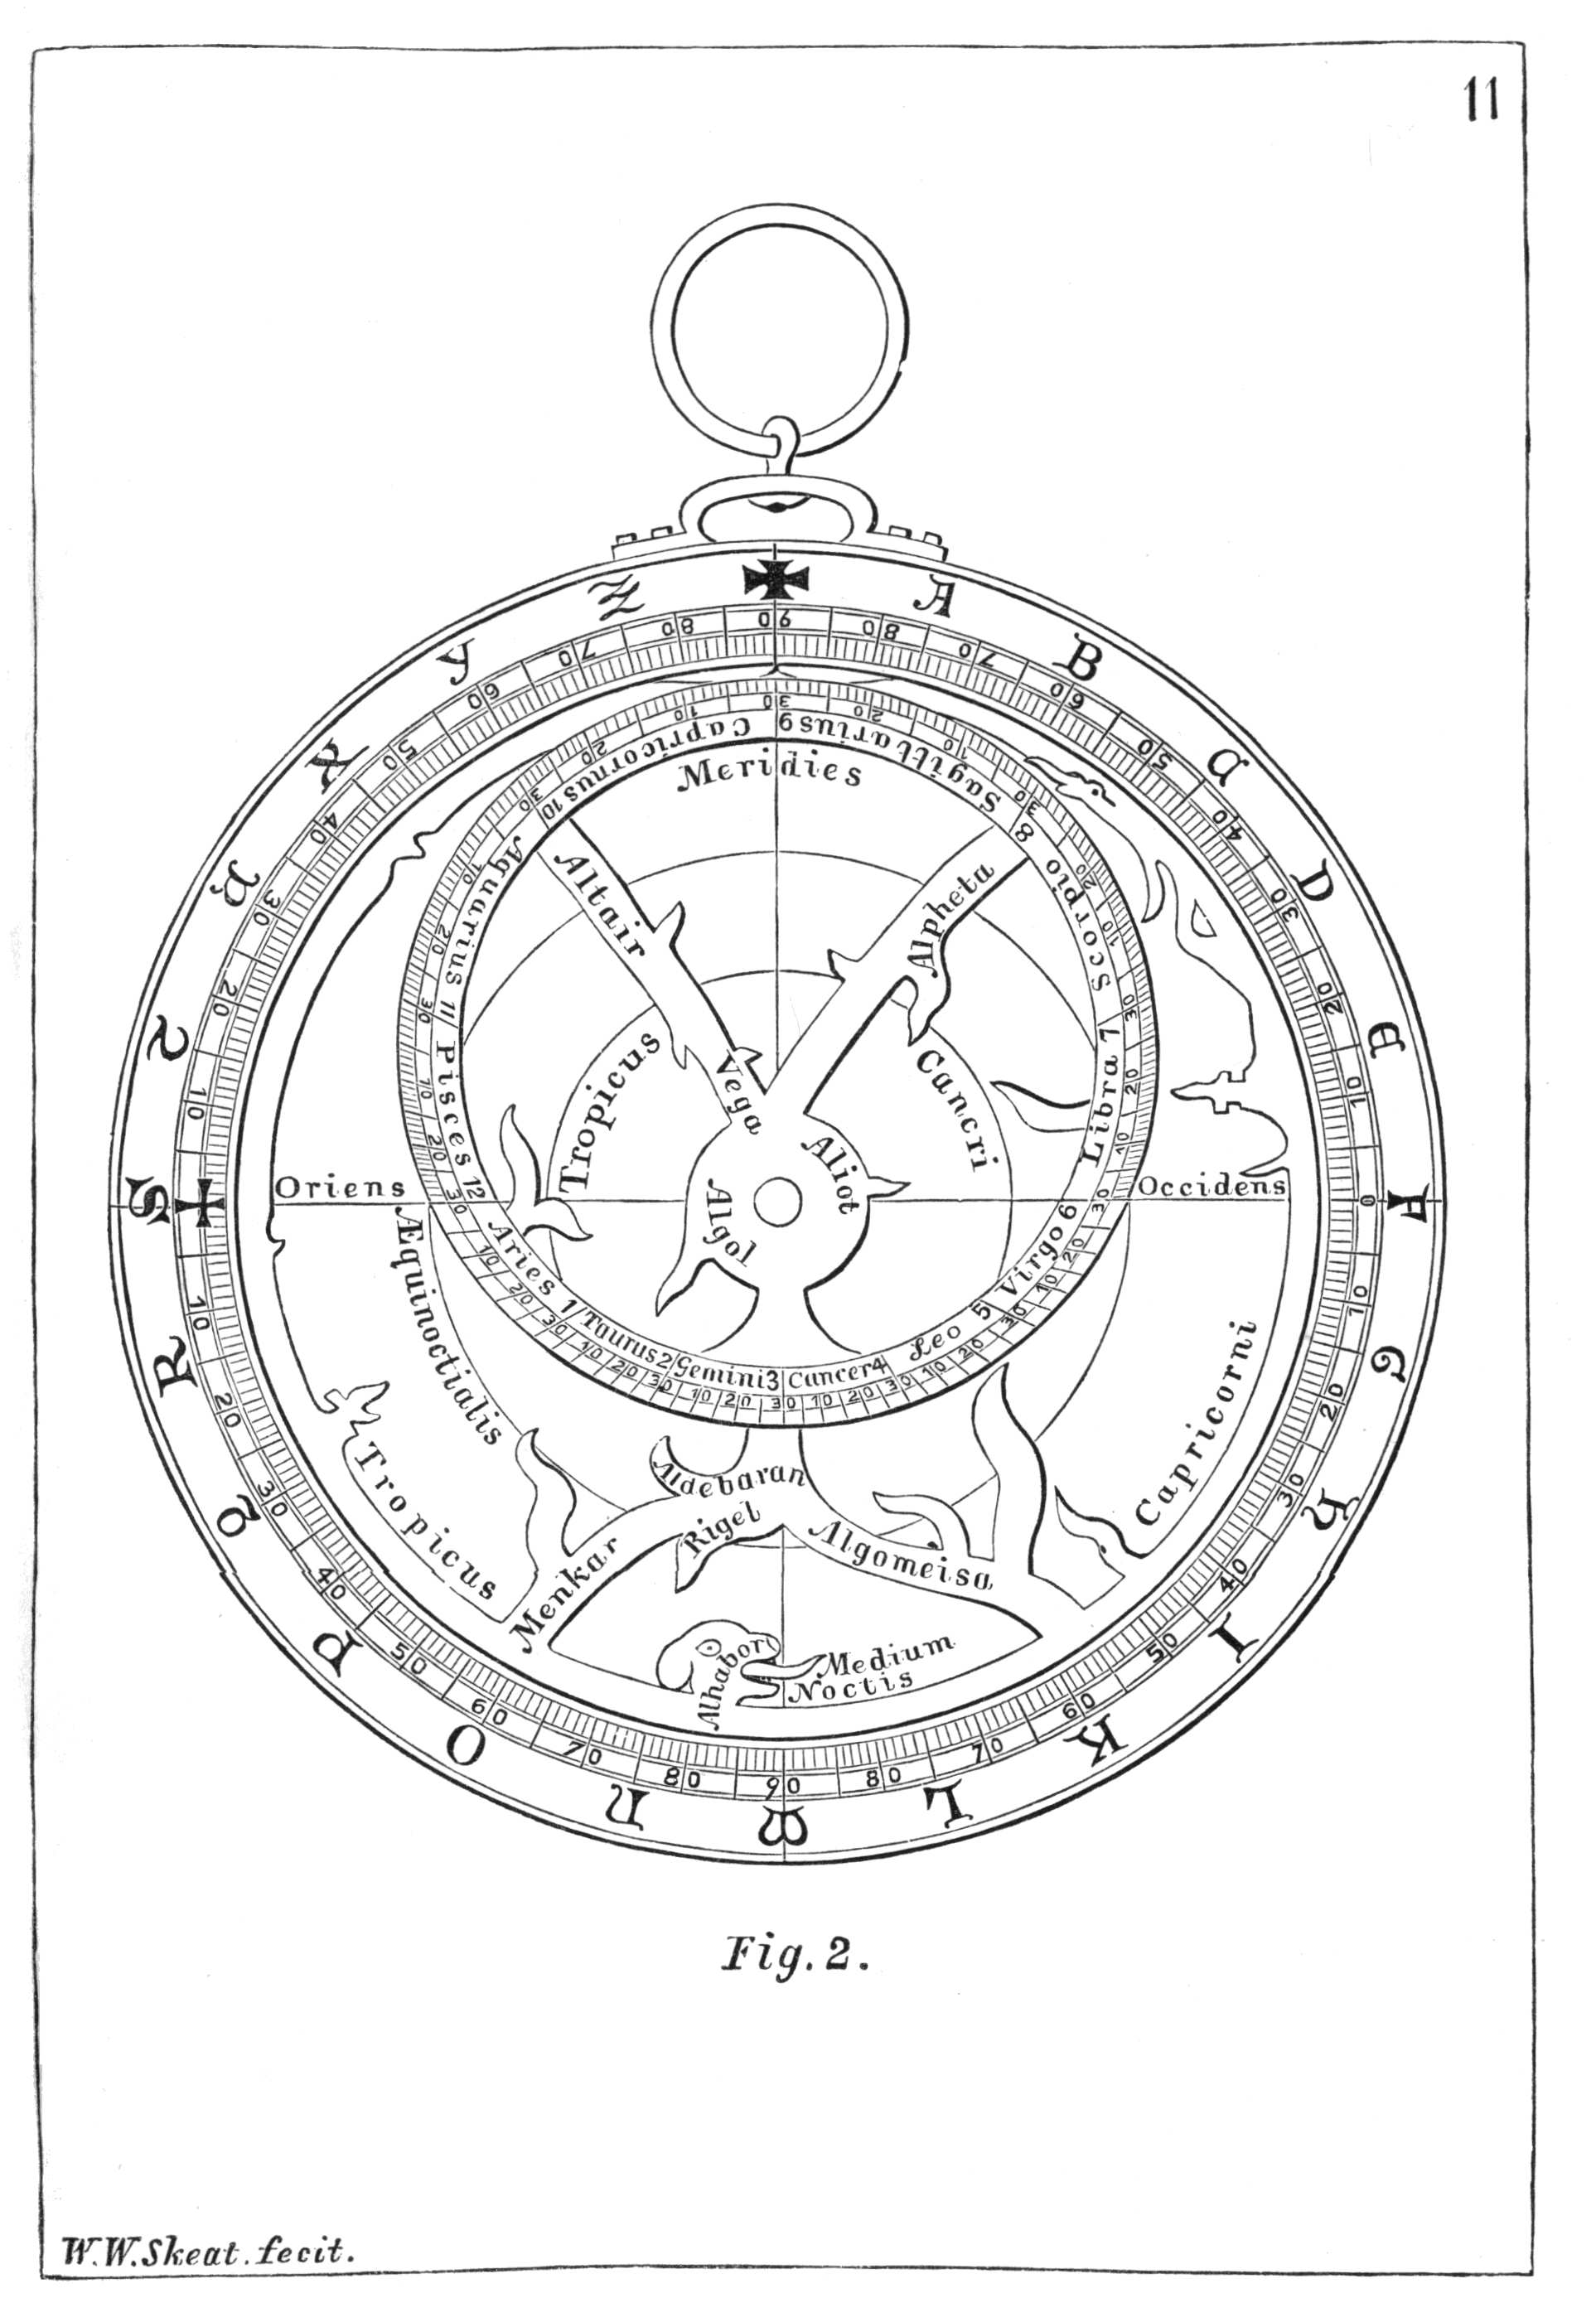 11
A
B
C
D
E
F
G
H
I
K
L
M
N
O
P
Q
R
S
X
Y
Z
90
80
70
60
50
40
30
20
10
0
10
20
30
40
50
60
70
80
90
80
70
60
50
40
30
20
10
10
20
30
40
50
60
70
80
Capricornus 10
10
20
30
Aquarius 11
10
20
30
Pisces 12
10
20
30
Aries 1
10
20
30
Taurus 2
10
20
30
Gemini 3
10
20
30
Cancer 4
10
20
30
Leo 5
10
20
30
Virgo 6
10
20
30
Libra 7
10
20
30
Scorpio 8
10
20
30
Sagittarius 9
10
20
30
Meridies
Altair
Alpheta
Vega
Tropicus
Cancri
Aliot
Algol
Oriens
Occidens
Æquinoctialis
Tropicus
Capricorni
Aldebaran
Rigel
Menkar
Algomeisa
Alhabor
Medium
Noctis
Fig. 2.
W.W.Skeat. fecit.